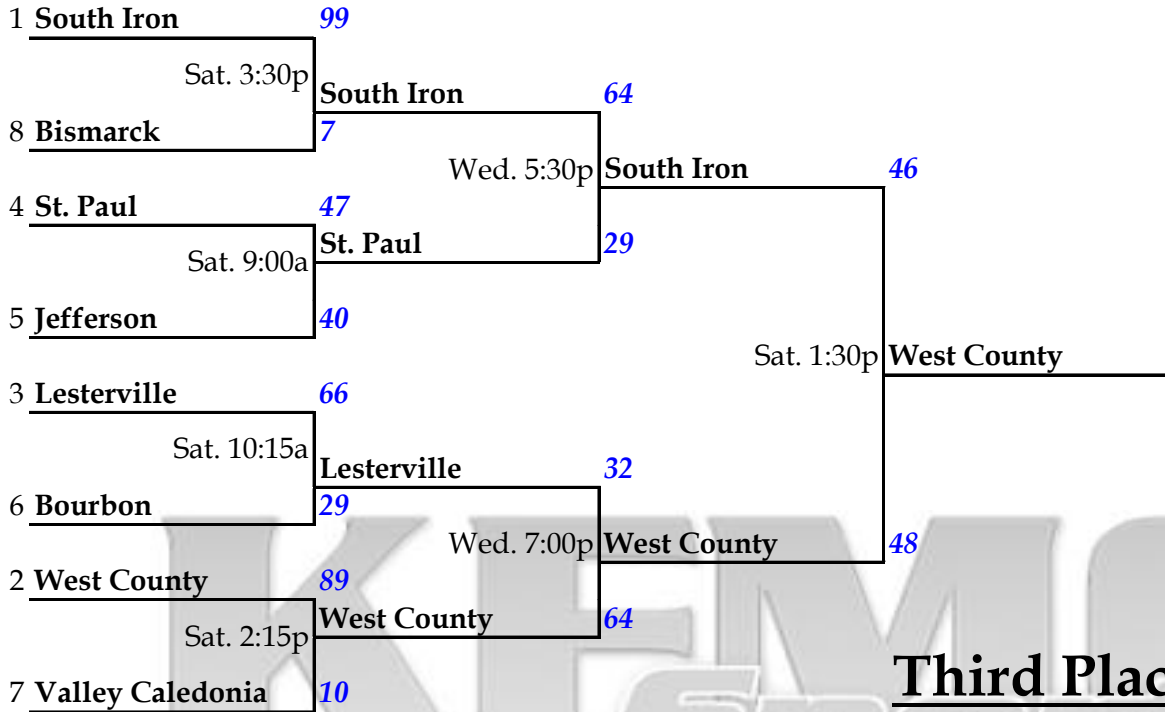 1 South Iron 99
Sat. 3:30p
South Iron 64
8 Bismarck 7
Wed. 5:30p South Iron 46
4 St. Paul 47
St. Paul 29
Sat. 9:00a
5 Jefferson 40
Sat. 1:30p West County
3 Lesterville 66
Sat. 10:15a
Lesterville 32
6 Bourbon 29
Wed. 7:00p West County 48
2 West County 89
West County 64
Sat. 2:15p
7 Valley Caledonia 10
Third Plac